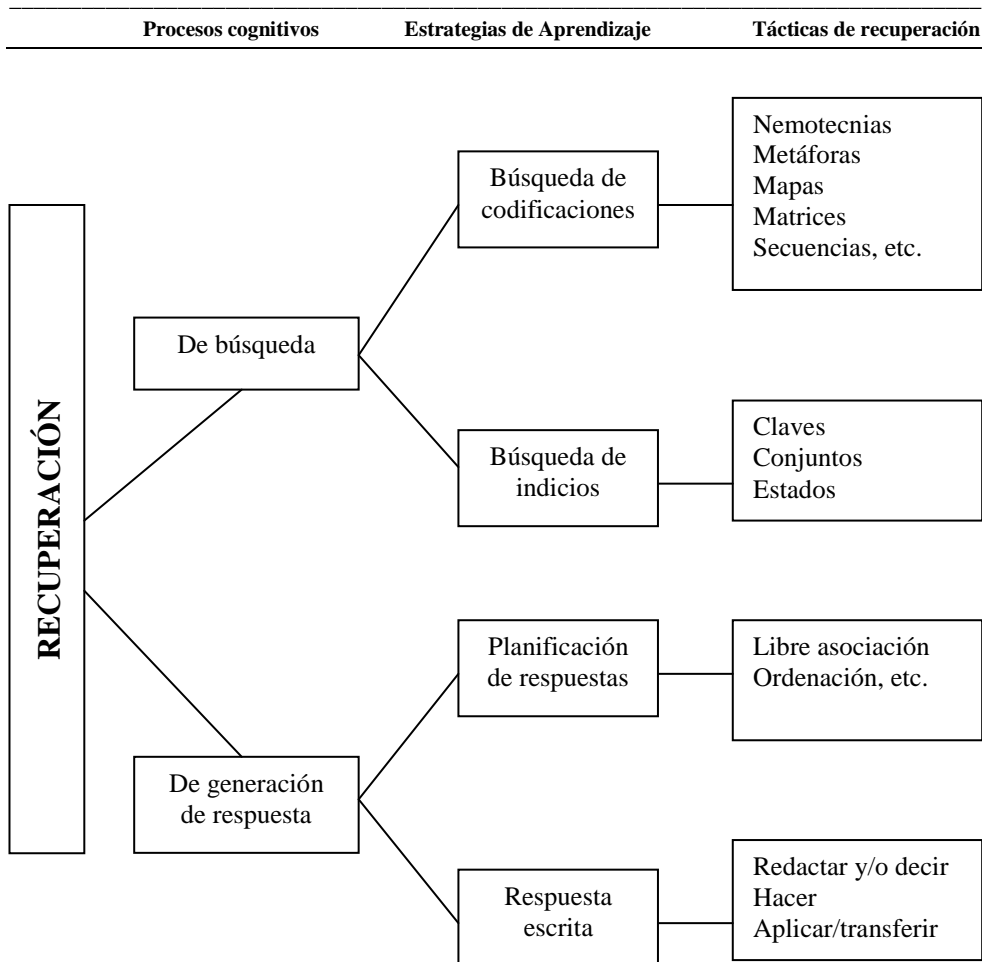 Procesos cognitivos Estrategias de Aprendizaje Tácticas de recuperación
Nemotecnias
Metáforas
Mapas
Matrices
Secuencias, etc.
Búsqueda de
codificaciones
De búsqueda
RECUPERACIÓN
Búsqueda de
indicios
Claves
Conjuntos
Estados
Planificación
de respuestas
Libre asociación
Ordenación, etc.
De generación
de respuesta
Respuesta
escrita
Redactar y/o decir
Hacer
Aplicar/transferir